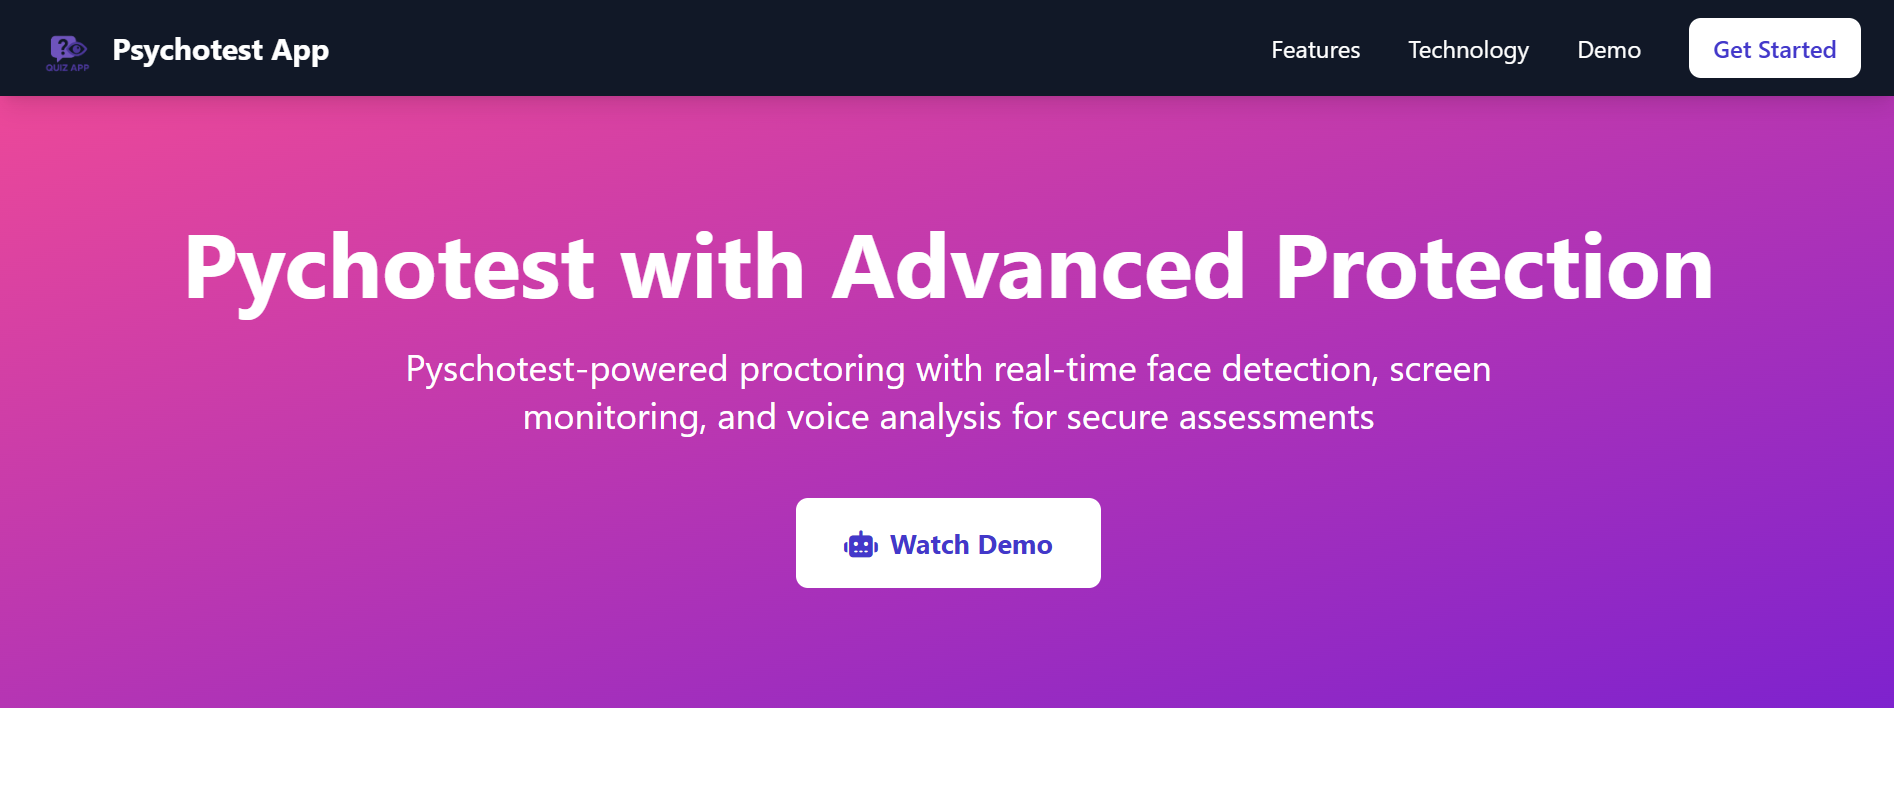 ?
QUIZ APP
Psychotest App
Features
Technology
Demo
Get Started
Pychotest with Advanced Protection
Pyschotest-powered proctoring with real-time face detection, screen
monitoring, and voice analysis for secure assessments
Watch Demo